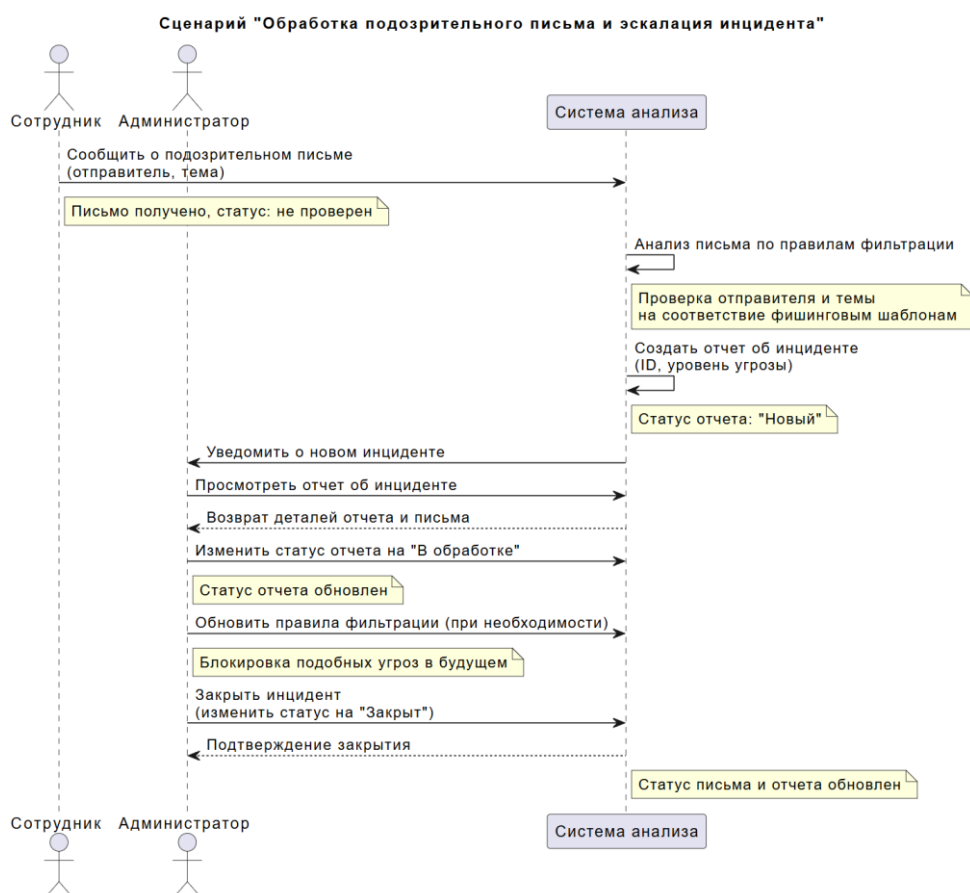 Сценарий "Обработка подозрительного письма и эскалация инцидента"
Сотрудник
Администратор
Система анализа
Сообщить о подозрительном письме
(отправитель, тема)
Письмо получено, статус: не проверен
Анализ письма по правилам фильтрации
Проверка отправителя и темы
на соответствие фишинговым шаблонам
Создать отчет об инциденте
(ID, уровень угрозы)
Статус отчета: "Новый"
Уведомить о новом инциденте
Просмотреть отчет об инциденте
Возврат деталей отчета и письма
Изменить статус отчета на "В обработке"
Статус отчета обновлен
Обновить правила фильтрации (при необходимости)
Блокировка подобных угроз в будущем
Закрыть инцидент
(изменить статус на "Закрыт")
Подтверждение закрытия
Статус письма и отчета обновлен
Сотрудник
Администратор
Система анализа